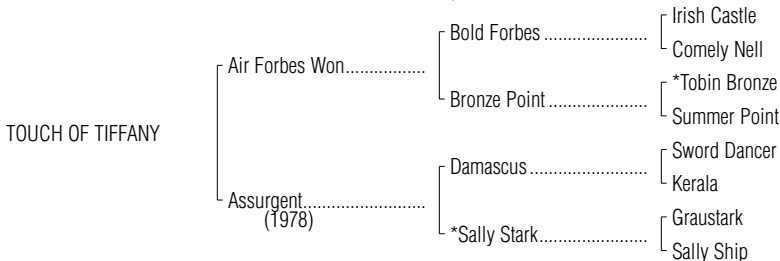 Irish Castle
Bold Forbes .....................
Comely Nell
Air Forbes Won.................
*Tobin Bronze
Bronze Point ....................
Summer Point
TOUCH OF TIFFANY
Sword Dancer
Damascus ........................
Kerala
Assurgent..........................
(1978)
Graustark
*Sally Stark.......................
Sally Ship